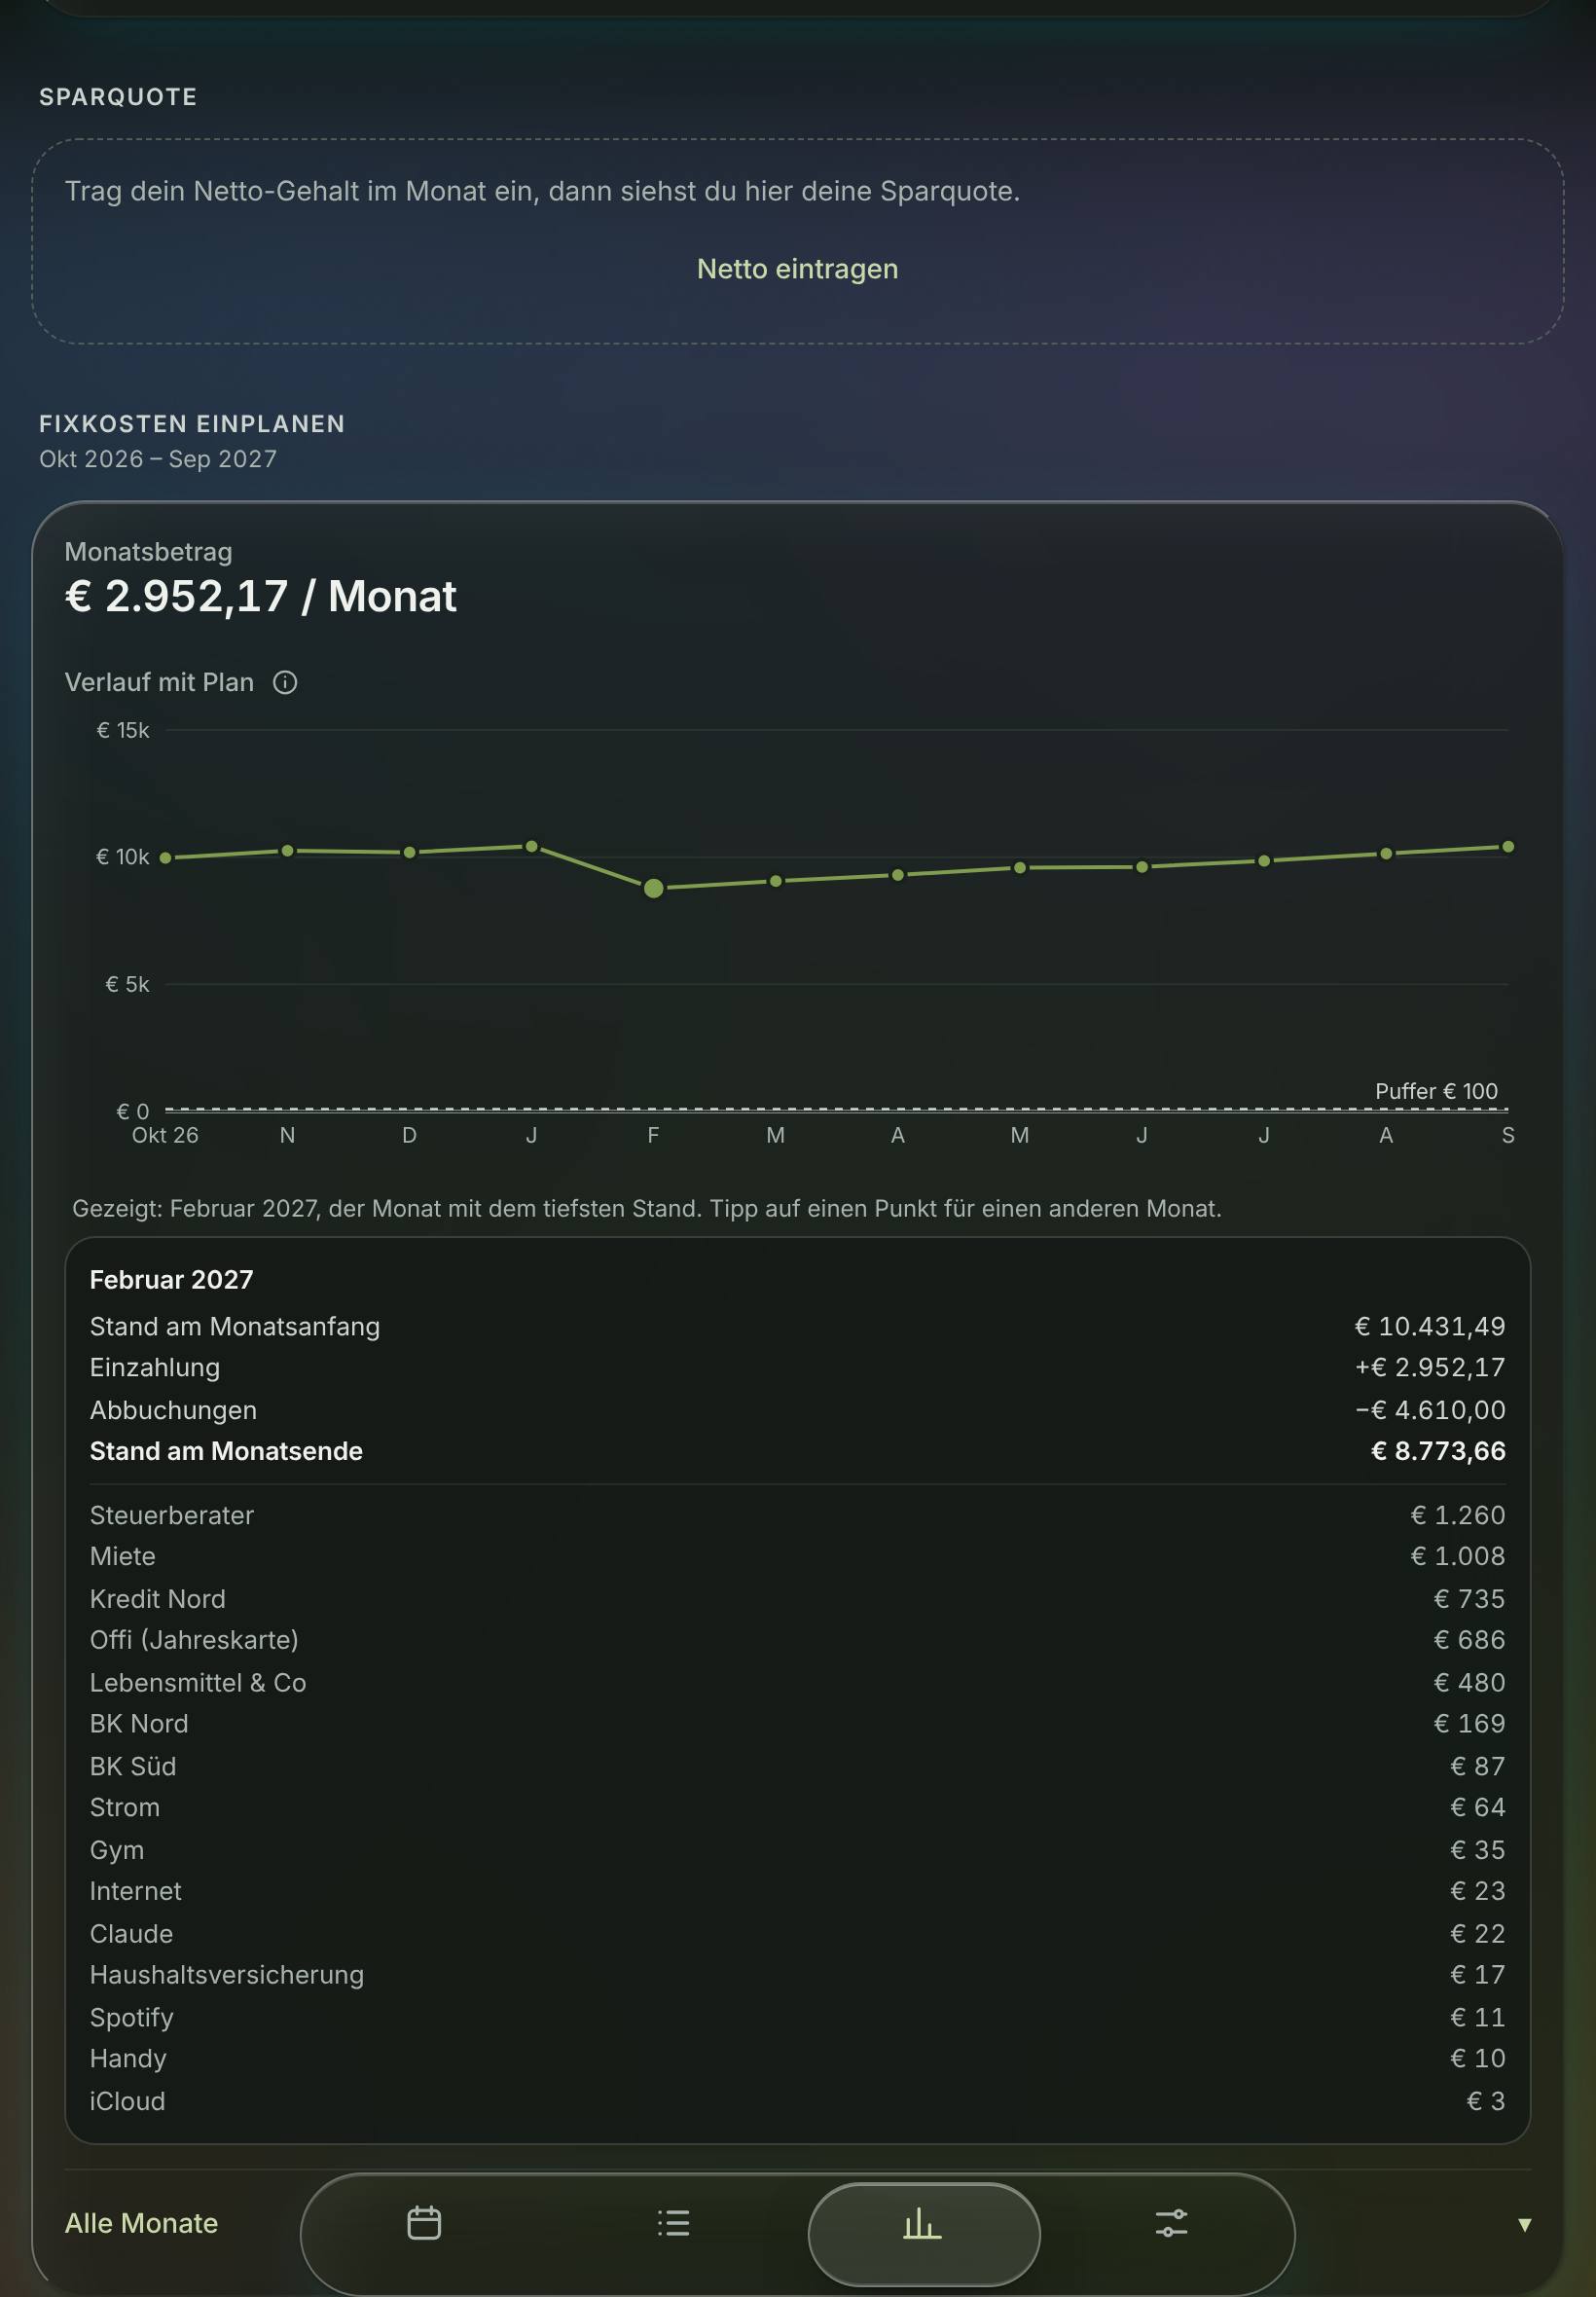 SPARQUOTE
Trag dein Netto-Gehalt im Monat ein, dann siehst du hier deine Sparquote.
Netto eintragen
FIXKOSTEN EINPLANEN
Okt 2026 – Sep 2027
Monatsbetrag
€ 2.952,17 / Monat
Verlauf mit Plan
€ 15k
€ 10k
€ 5k
Puffer € 100
€ 0
Okt 26 N D J F M A M J J A S
Gezeigt: Februar 2027, der Monat mit dem tiefsten Stand. Tipp auf einen Punkt für einen anderen Monat.
Februar 2027
Stand am Monatsanfang € 10.431,49
Einzahlung +€ 2.952,17
Abbuchungen −€ 4.610,00
Stand am Monatsende € 8.773,66
Steuerberater € 1.260
Miete € 1.008
Kredit Nord € 735
Offi (Jahreskarte) € 686
Lebensmittel & Co € 480
BK Nord € 169
BK Süd € 87
Strom € 64
Gym € 35
Internet € 23
Claude € 22
Haushaltsversicherung € 17
Spotify € 11
Handy € 10
iCloud € 3
Alle Monate ▼